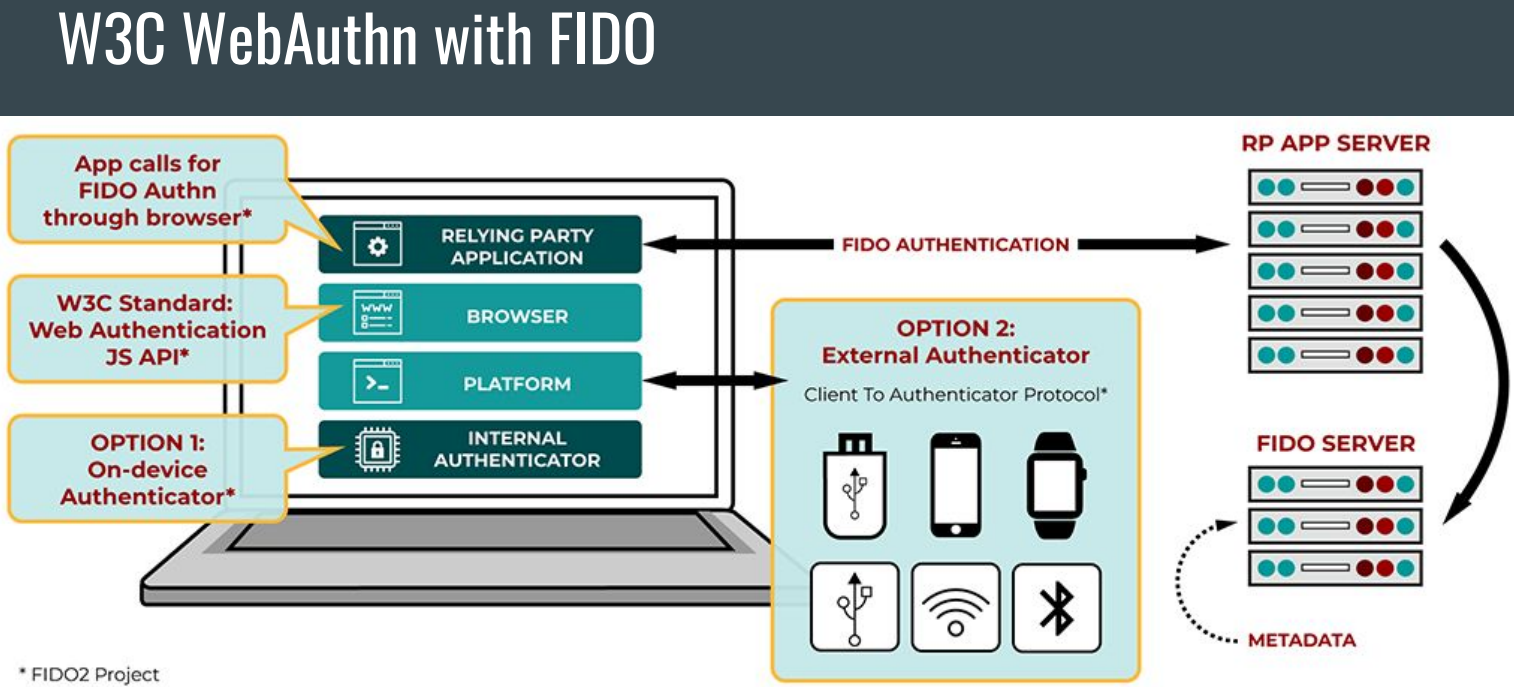 W3C WebAuthn with FIDO
App calls for
FIDO Authn
through browser*
W3C Standard:
Web Authentication
JS API*
OPTION 1:
On-device
Authenticator*
RELYING PARTY
APPLICATION
WWW
BROWSER
PLATFORM
INTERNAL
AUTHENTICATOR
FIDO AUTHENTICATION
OPTION 2:
External Authenticator
Client To Authenticator Protocol*
RP APP SERVER
FIDO SERVER
METADATA
* FIDO2 Project